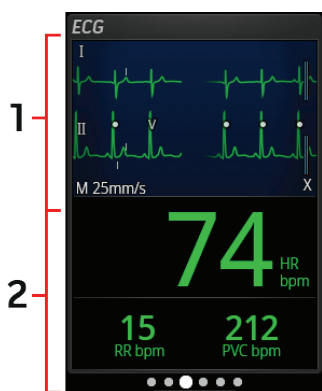 ECG
I
1
II
V
M 25mm/s
X
74
HR
bpm
2
15
212
RR bpm
PVC bpm